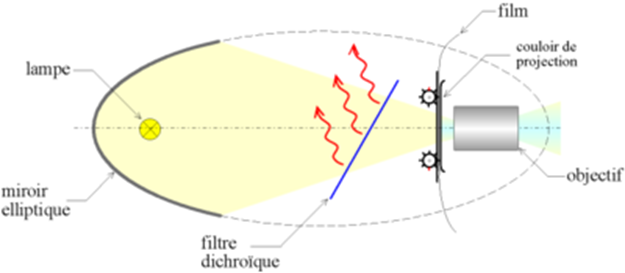 film
couloir de
projection
lampe
miroir
elliptique
filtre
dichroïque
objectif